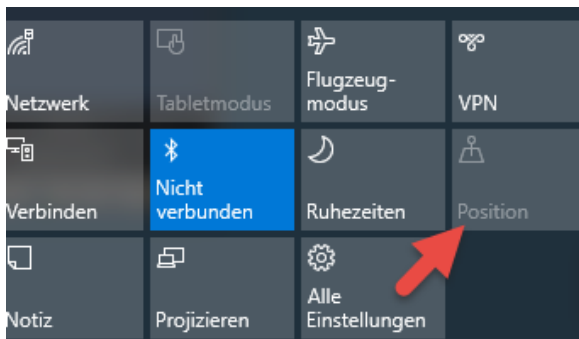 Netzwerk
Tabletmodus
Flugzeug-
modus
VPN
Verbinden
Nicht
verbunden
Ruhezeiten
Position
Notiz
Projizieren
Alle
Einstellungen